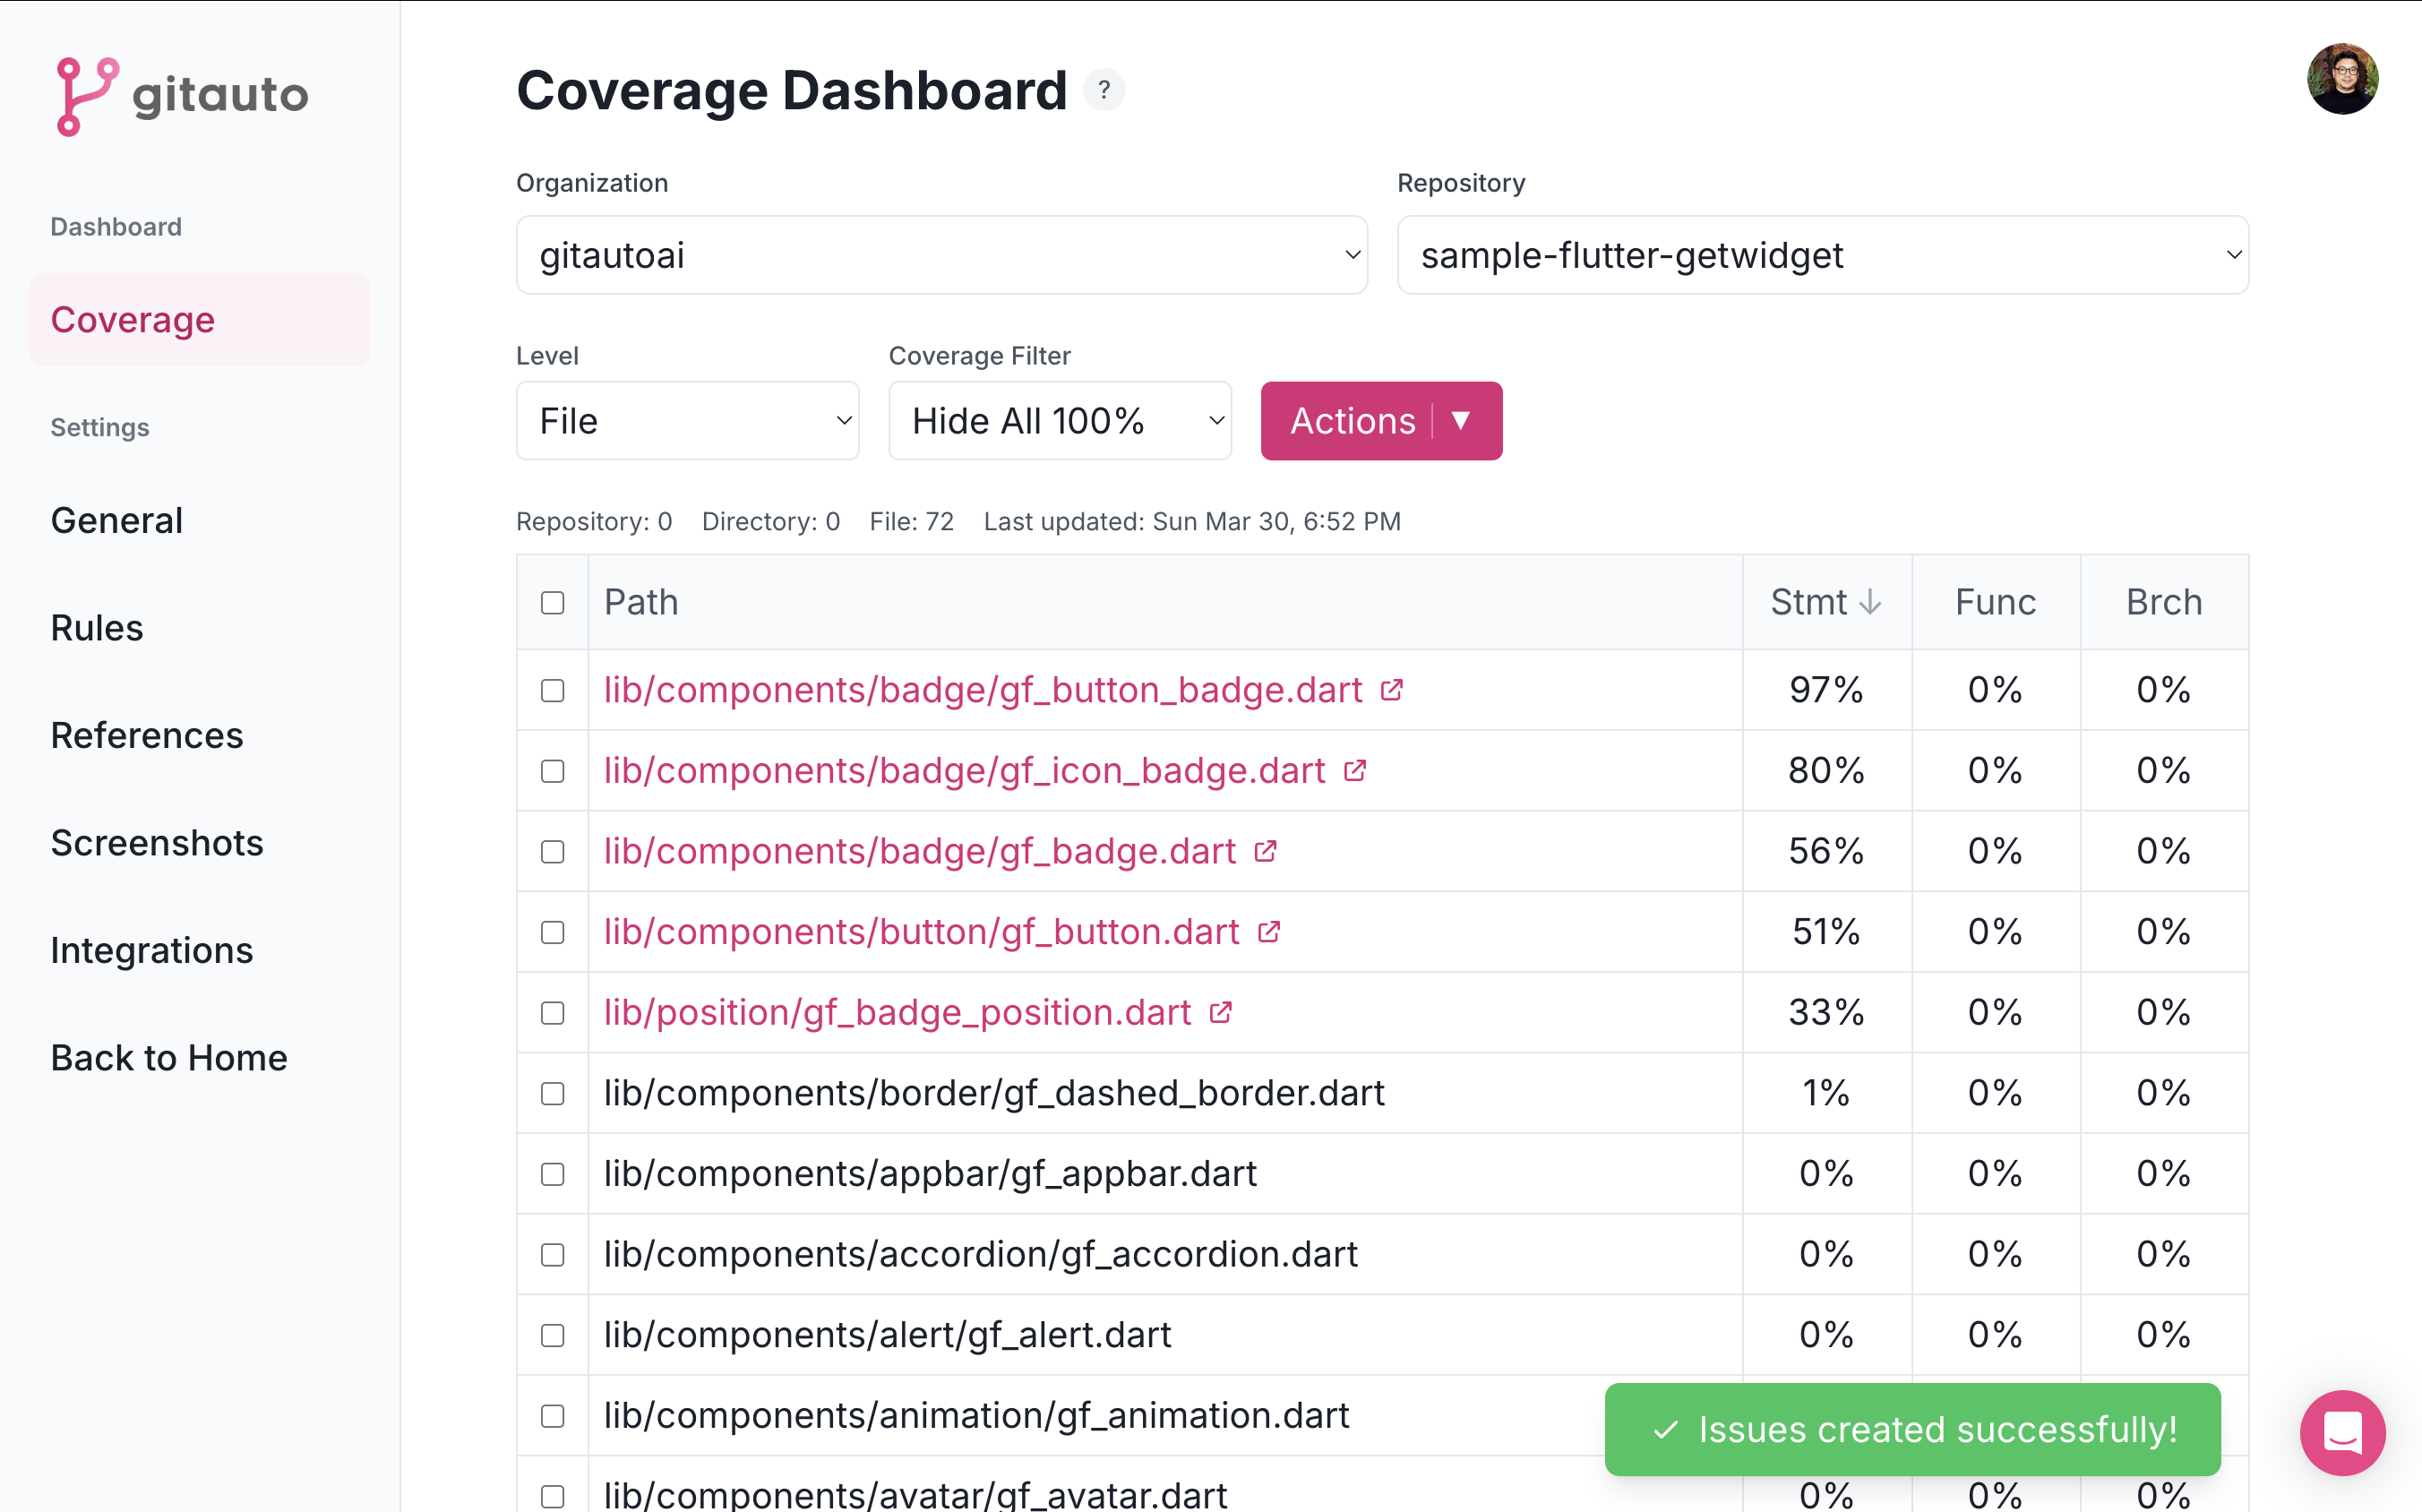 gitauto
Dashboard
Coverage
Settings
General
Rules
References
Screenshots
Integrations
Back to Home
Coverage Dashboard ?
Organization
gitautoai
Repository
sample-flutter-getwidget
Level
File
Coverage Filter
Hide All 100%
Actions ▼
Repository: 0 Directory: 0 File: 72 Last updated: Sun Mar 30, 6:52 PM
Path Stmt ↓ Func Brch
lib/components/badge/gf_button_badge.dart 97% 0% 0%
lib/components/badge/gf_icon_badge.dart 80% 0% 0%
lib/components/badge/gf_badge.dart 56% 0% 0%
lib/components/button/gf_button.dart 51% 0% 0%
lib/position/gf_badge_position.dart 33% 0% 0%
lib/components/border/gf_dashed_border.dart 1% 0% 0%
lib/components/appbar/gf_appbar.dart 0% 0% 0%
lib/components/accordion/gf_accordion.dart 0% 0% 0%
lib/components/alert/gf_alert.dart 0% 0% 0%
lib/components/animation/gf_animation.dart
Issues created successfully!
lib/components/avatar/gf_avatar.dart 0% 0% 0%